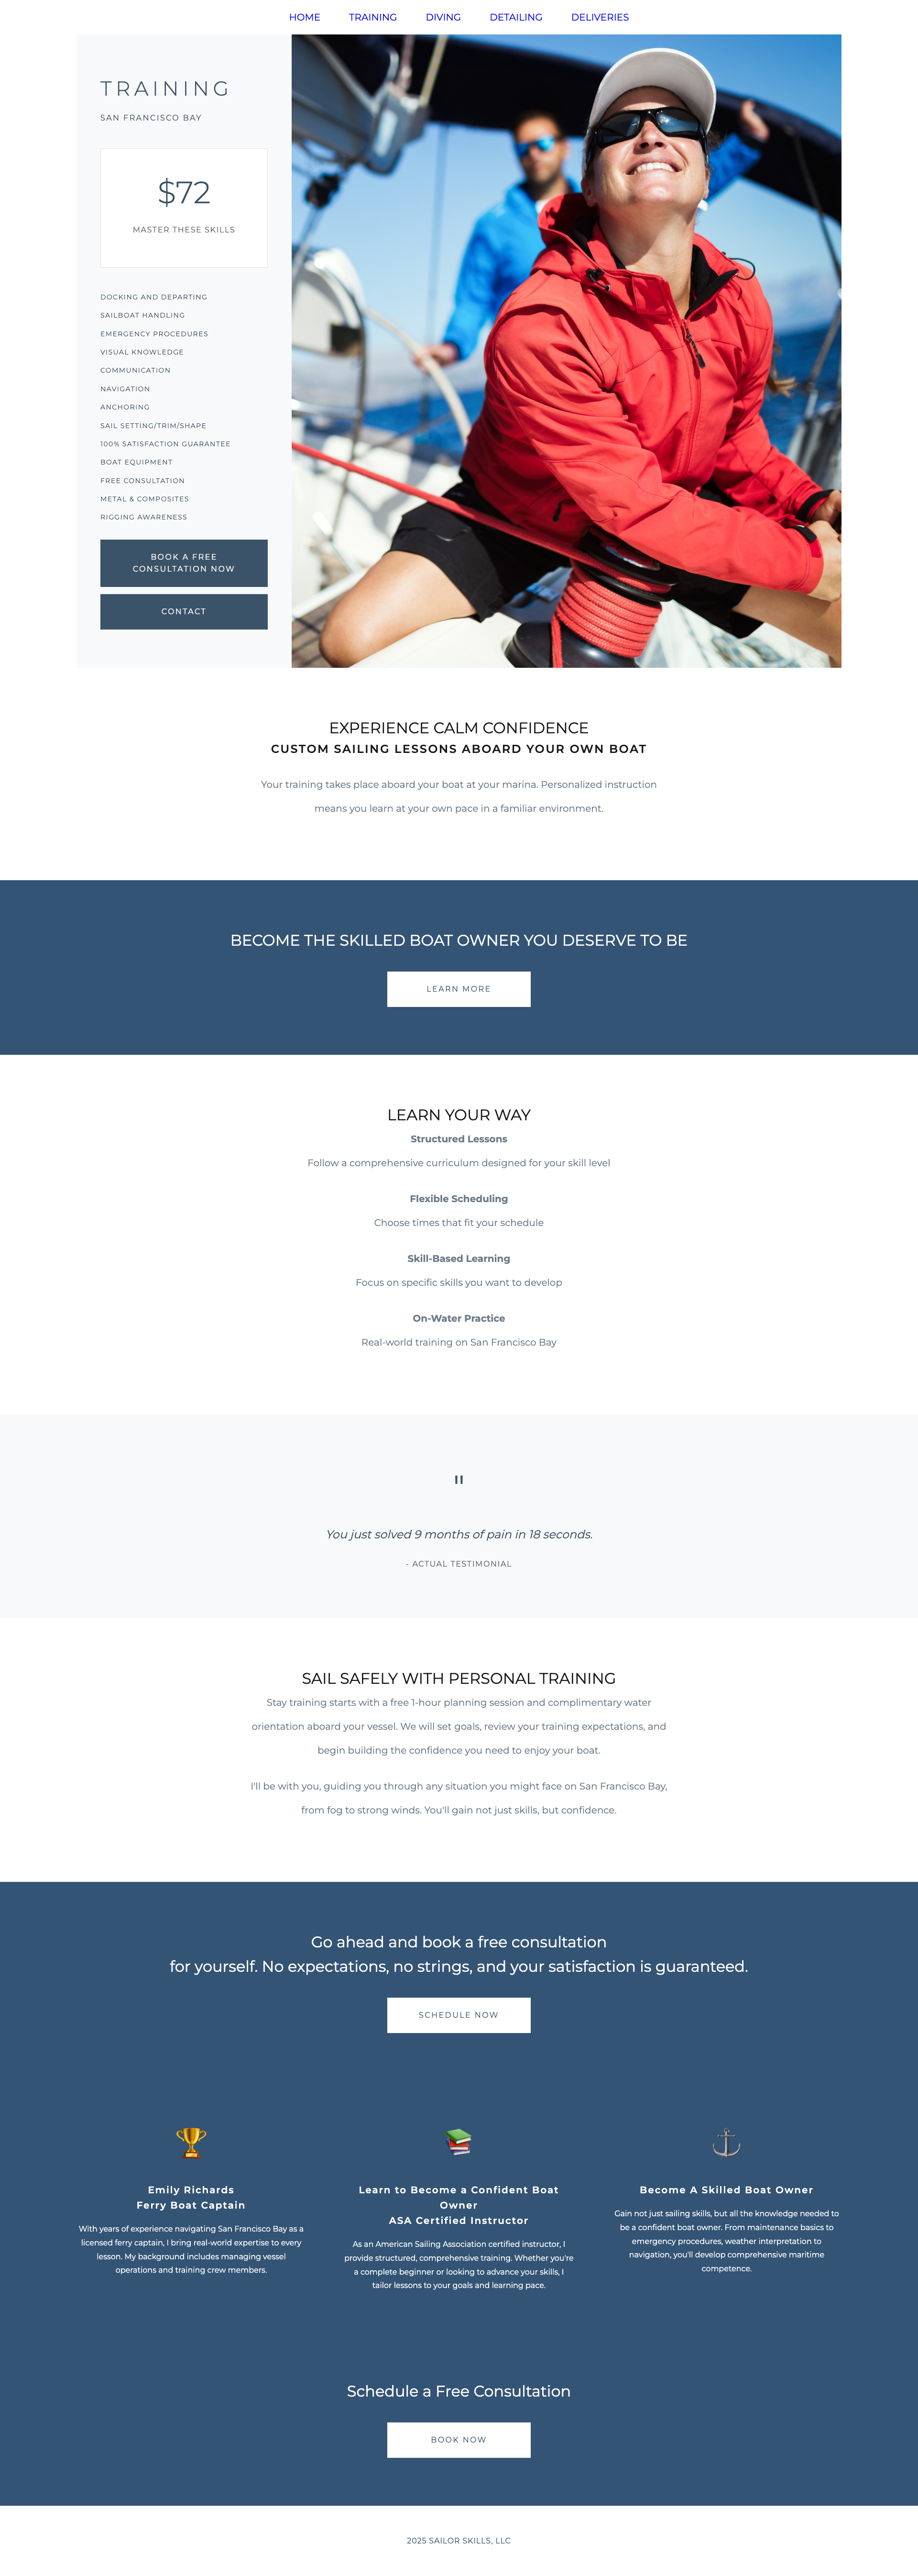 HOME TRAINING DIVING DETAILING DELIVERIES
TRAINING
SAN FRANCISCO BAY
$72
MASTER THESE SKILLS
DOCKING AND DEPARTING
SAILBOAT HANDLING
EMERGENCY PROCEDURES
VISUAL KNOWLEDGE
COMMUNICATION
NAVIGATION
ANCHORING
SAIL SETTING/TRIM/SHAPE
100% SATISFACTION GUARANTEE
BOAT EQUIPMENT
FREE CONSULTATION
METAL & COMPOSITES
RIGGING AWARENESS
BOOK A FREE
CONSULTATION NOW
CONTACT
EXPERIENCE CALM CONFIDENCE
CUSTOM SAILING LESSONS ABOARD YOUR OWN BOAT
Your training takes place aboard your boat at your marina. Personalized instruction
means you learn at your own pace in a familiar environment.
BECOME THE SKILLED BOAT OWNER YOU DESERVE TO BE
LEARN MORE
LEARN YOUR WAY
Structured Lessons
Follow a comprehensive curriculum designed for your skill level
Flexible Scheduling
Choose times that fit your schedule
Skill-Based Learning
Focus on specific skills you want to develop
On-Water Practice
Real-world training on San Francisco Bay
"
You just solved 9 months of pain in 18 seconds.
- ACTUAL TESTIMONIAL
SAIL SAFELY WITH PERSONAL TRAINING
Stay training starts with a free 1-hour planning session and complimentary water
orientation aboard your vessel. We will set goals, review your training expectations, and
begin building the confidence you need to enjoy your boat.
I'll be with you, guiding you through any situation you might face on San Francisco Bay,
from fog to strong winds. You'll gain not just skills, but confidence.
Go ahead and book a free consultation
for yourself. No expectations, no strings, and your satisfaction is guaranteed.
SCHEDULE NOW
Emily Richards
Ferry Boat Captain
With years of experience navigating San Francisco Bay as a
licensed ferry captain, I bring real-world expertise to every
lesson. My background includes managing vessel
operations and training crew members.
Learn to Become a Confident Boat
Owner
ASA Certified Instructor
As an American Sailing Association certified instructor, I
provide structured, comprehensive training. Whether you're
a complete beginner or looking to advance your skills, I
tailor lessons to your goals and learning pace.
Become A Skilled Boat Owner
Gain not just sailing skills, but all the knowledge needed to
be a confident boat owner. From maintenance basics to
emergency procedures, weather interpretation to
navigation, you'll develop comprehensive maritime
competence.
Schedule a Free Consultation
BOOK NOW
2025 SAILOR SKILLS, LLC